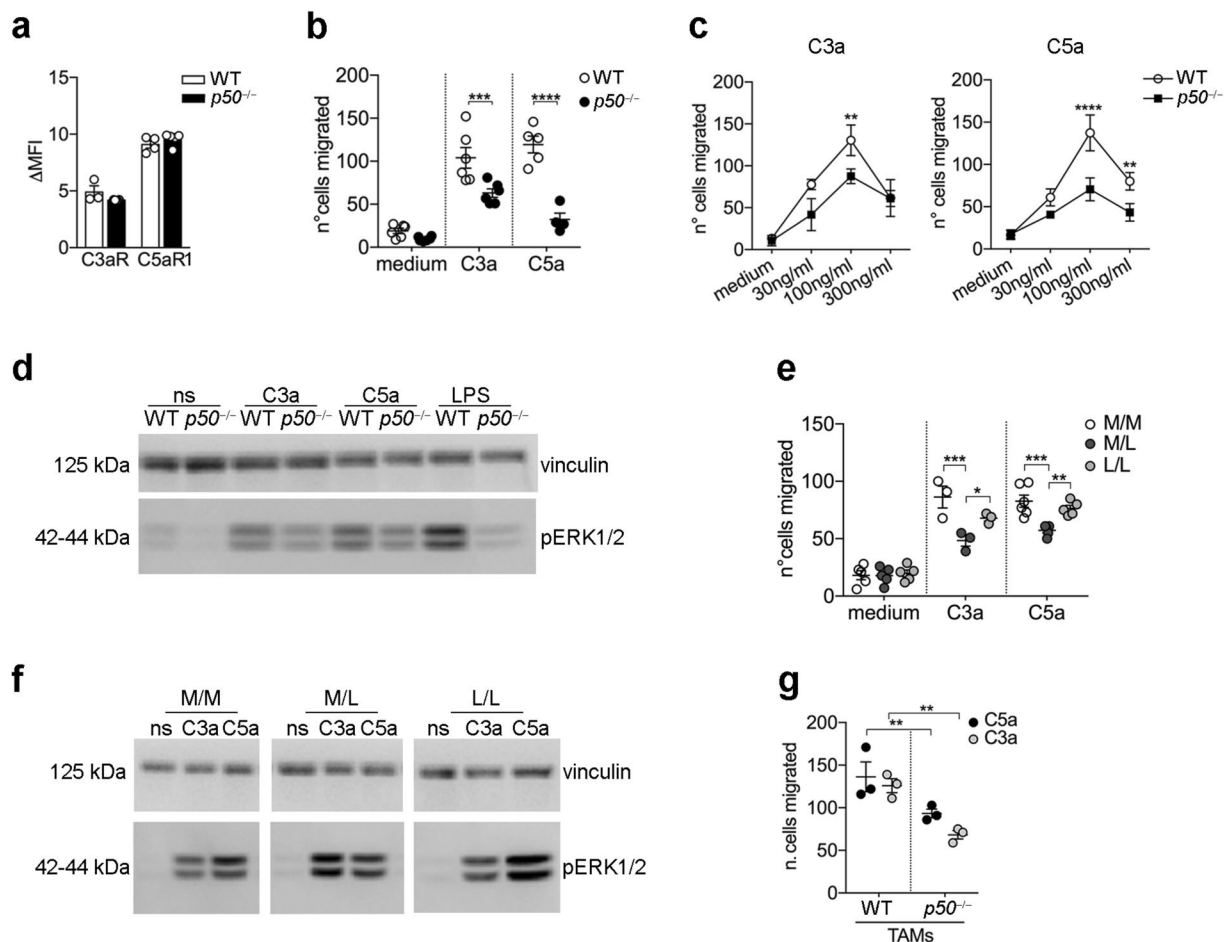 a
ΔMFI
15
10
5
0
C3aR C5aR1
WT
p50−/−
b
n°cells migrated
200
150
100
50
0
medium C3a C5a
*** ****
WT
p50−/−
c
C3a
n° cells migrated
200
150
100
50
0
**
medium
30ng/ml
100ng/ml
300ng/ml
C5a
n° cells migrated
200
150
100
50
0
****
**
medium
30ng/ml
100ng/ml
300ng/ml
WT
p50−/−
d
ns C3a C5a LPS
WT p50−/− WT p50−/− WT p50−/− WT p50−/−
125 kDa vinculin
42-44 kDa pERK1/2
e
n°cells migrated
150
100
50
0
medium C3a C5a
*** *
*** **
M/M
M/L
L/L
f
M/M M/L L/L
ns C3a C5a ns C3a C5a ns C3a C5a
125 kDa vinculin
42-44 kDa pERK1/2
g
n. cells migrated
200
150
100
50
0
**
**
C5a
C3a
WT p50−/−
TAMs